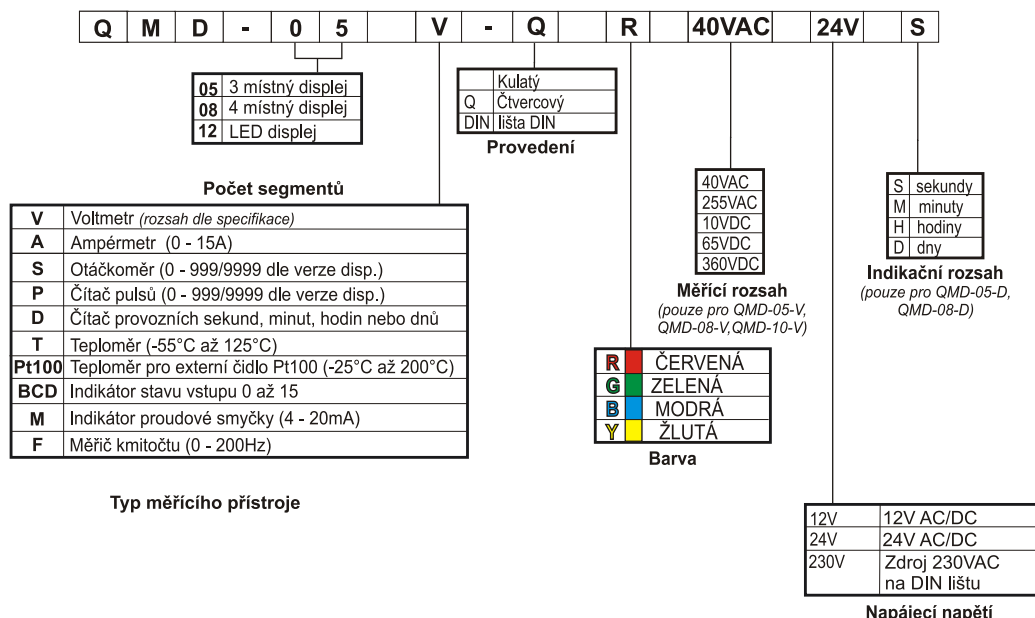 Q M D - 0 5 V - Q R 40VAC 24V S
05 3 místný displej
08 4 místný displej
12 LED displej
Počet segmentů
Kulatý
Q Čtvercový
DIN lišta DIN
Provedení
V Voltmetr (rozsah dle specifikace)
A Ampérmetr (0 - 15A)
S Otáčkoměr (0 - 999/9999 dle verze disp.)
P Čítač pulsů (0 - 999/9999 dle verze disp.)
D Čítač provozních sekund, minut, hodin nebo dnů
T Teploměr (-55°C až 125°C)
Pt100 Teploměr pro externí čidlo Pt100 (-25°C až 200°C)
BCD Indikátor stavu vstupu 0 až 15
M Indikátor proudové smyčky (4 - 20mA)
F Měřič kmitočtu (0 - 200Hz)
Typ měřícího přístroje
40VAC
255VAC
10VDC
65VDC
360VDC
Měřící rozsah
(pouze pro QMD-05-V,
QMD-08-V,QMD-10-V)
S sekundy
M minuty
H hodiny
D dny
Indikační rozsah
(pouze pro QMD-05-D,
QMD-08-D)
R ČERVENÁ
G ZELENÁ
B MODRÁ
Y ŽLUTÁ
Barva
12V 12V AC/DC
24V 24V AC/DC
230V Zdroj 230VAC
na DIN lištu
Napájecí napětí